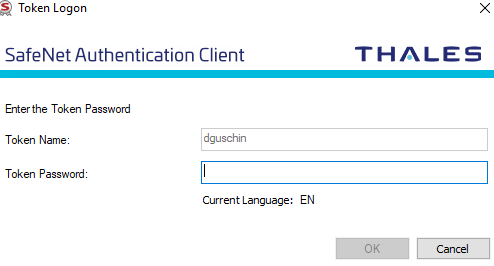 Token Logon
SafeNet Authentication Client
THALES
Enter the Token Password
Token Name:
dguschin
Token Password:
Current Language: EN
OK
Cancel